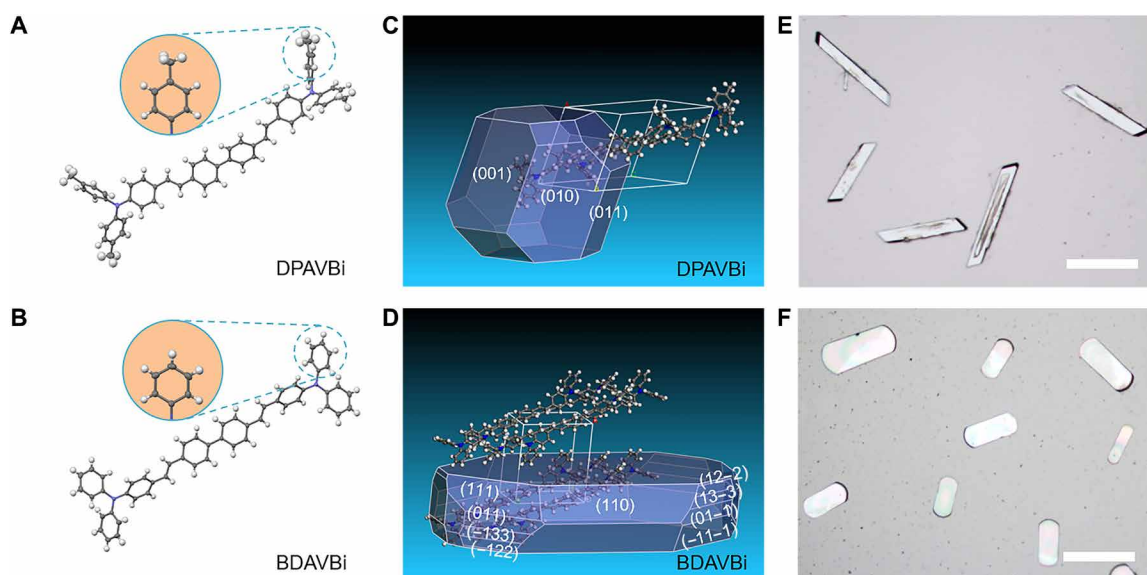 A
DPAVBi
B
BDAVBi
C
(001)
(010)
(011)
DPAVBi
D
(111)
(011)
(−133)
(−122)
(110)
(12−2)
(13−3)
(01−1)
(−11−1)
BDAVBi
E
F